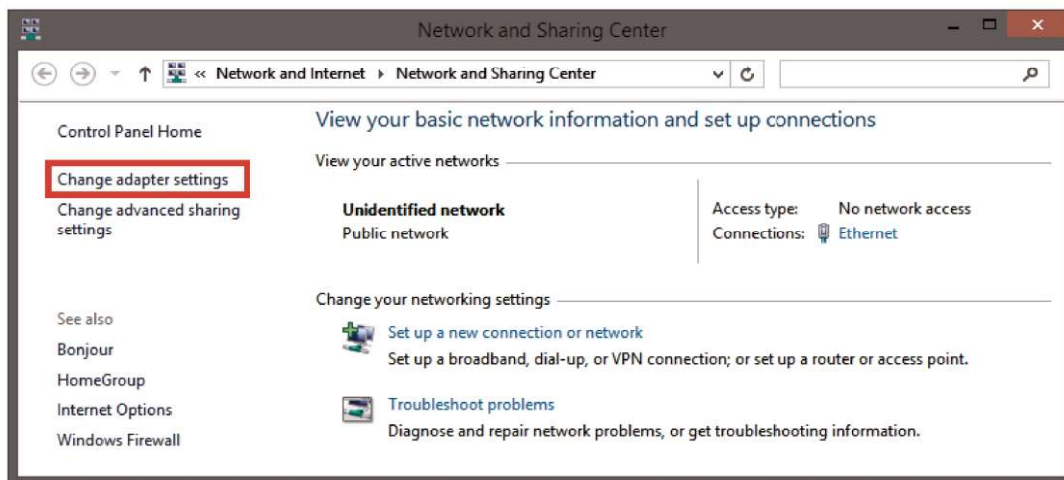 Network and Sharing Center
« Network and Internet ▸ Network and Sharing Center
Control Panel Home
Change adapter settings
Change advanced sharing
settings
See also
Bonjour
HomeGroup
Internet Options
Windows Firewall
View your basic network information and set up connections
View your active networks
Unidentified network
Public network
Access type: No network access
Connections: Ethernet
Change your networking settings
Set up a new connection or network
Set up a broadband, dial-up, or VPN connection; or set up a router or access point.
Troubleshoot problems
Diagnose and repair network problems, or get troubleshooting information.